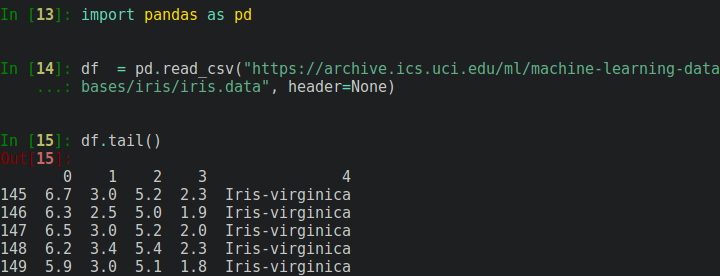 In [13]: import pandas as pd
In [14]: df  = pd.read_csv("https://archive.ics.uci.edu/ml/machine-learning-data
    ...: bases/iris/iris.data", header=None)
In [15]: df.tail()
Out[15]:
       0    1    2    3               4
145  6.7  3.0  5.2  2.3  Iris-virginica
146  6.3  2.5  5.0  1.9  Iris-virginica
147  6.5  3.0  5.2  2.0  Iris-virginica
148  6.2  3.4  5.4  2.3  Iris-virginica
149  5.9  3.0  5.1  1.8  Iris-virginica